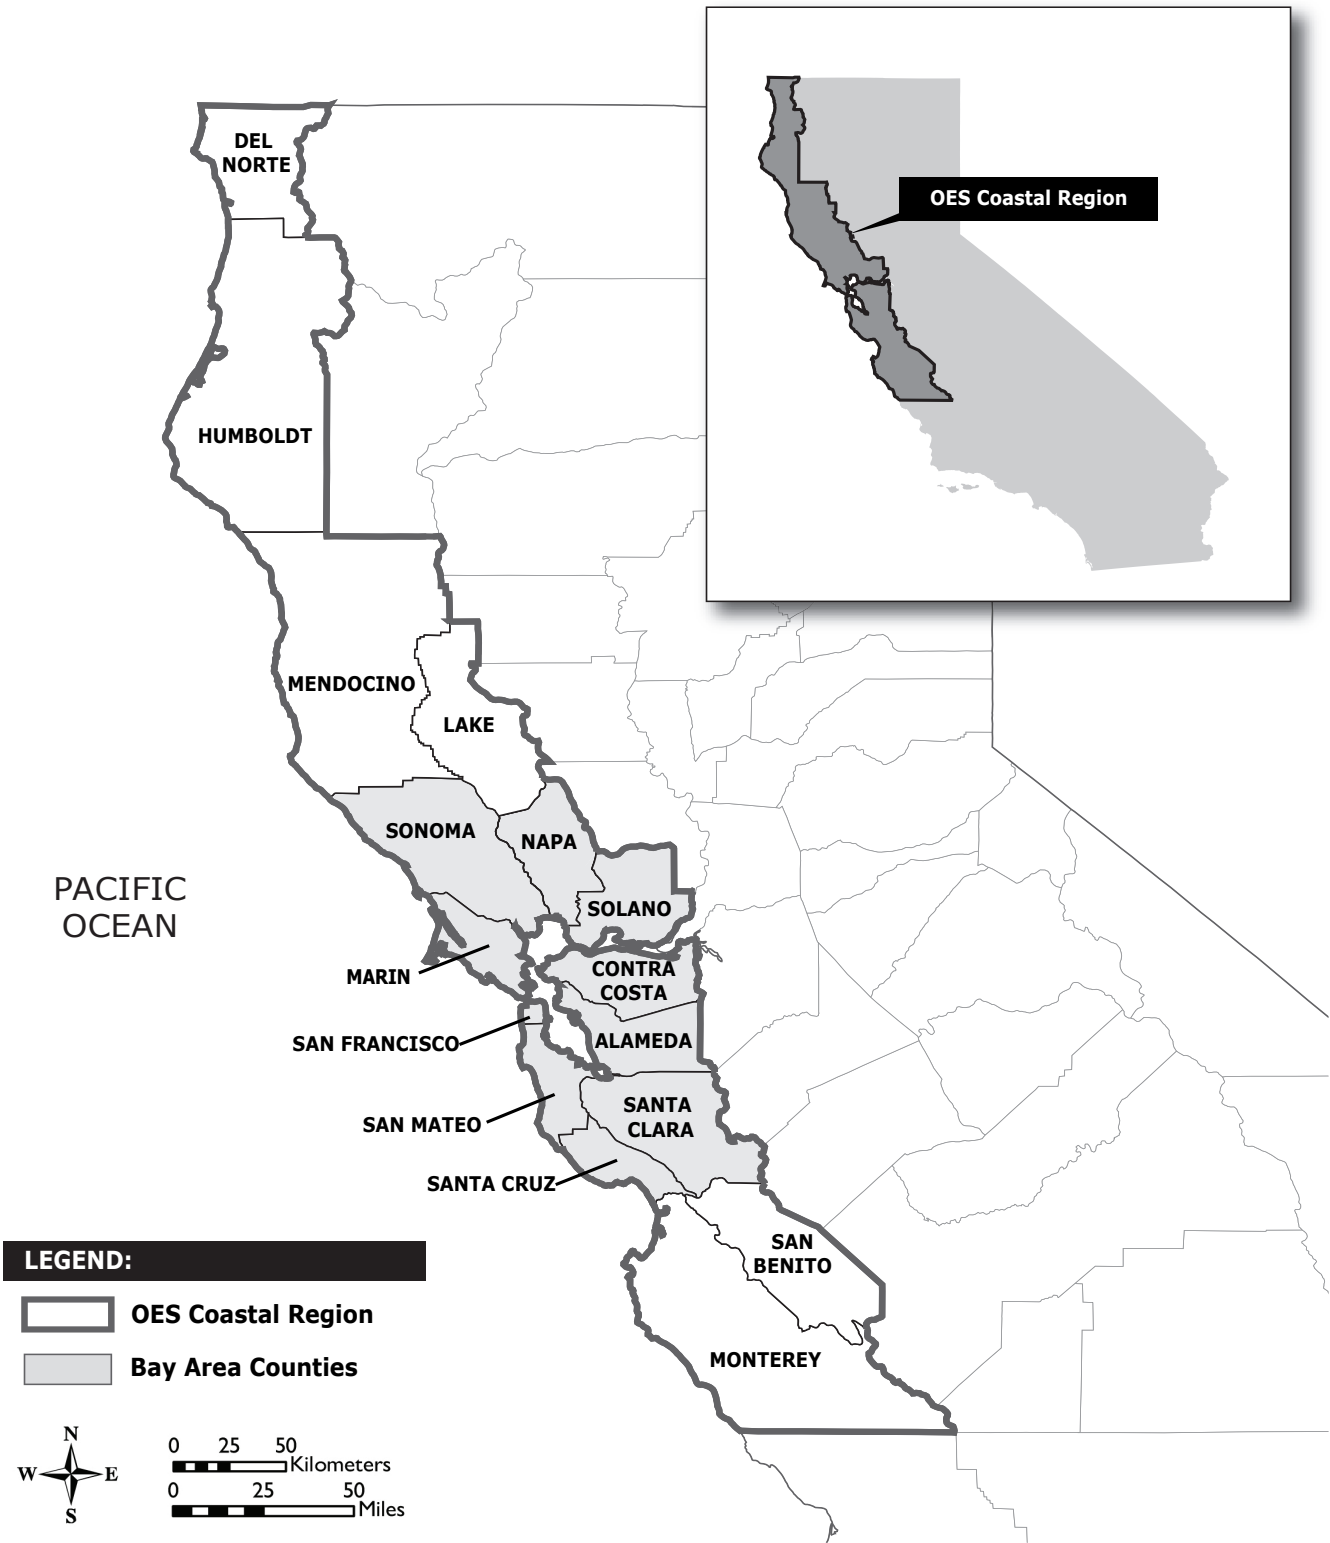 OES Coastal Region
DEL
NORTE
HUMBOLDT
MENDOCINO
LAKE
SONOMA
NAPA
SOLANO
PACIFIC
OCEAN
MARIN
CONTRA
COSTA
SAN FRANCISCO
ALAMEDA
SAN MATEO
SANTA
CLARA
SANTA CRUZ
SAN
BENITO
MONTEREY
LEGEND:
OES Coastal Region
Bay Area Counties
N
W E
S
0 25 50
Kilometers
0 25 50
Miles